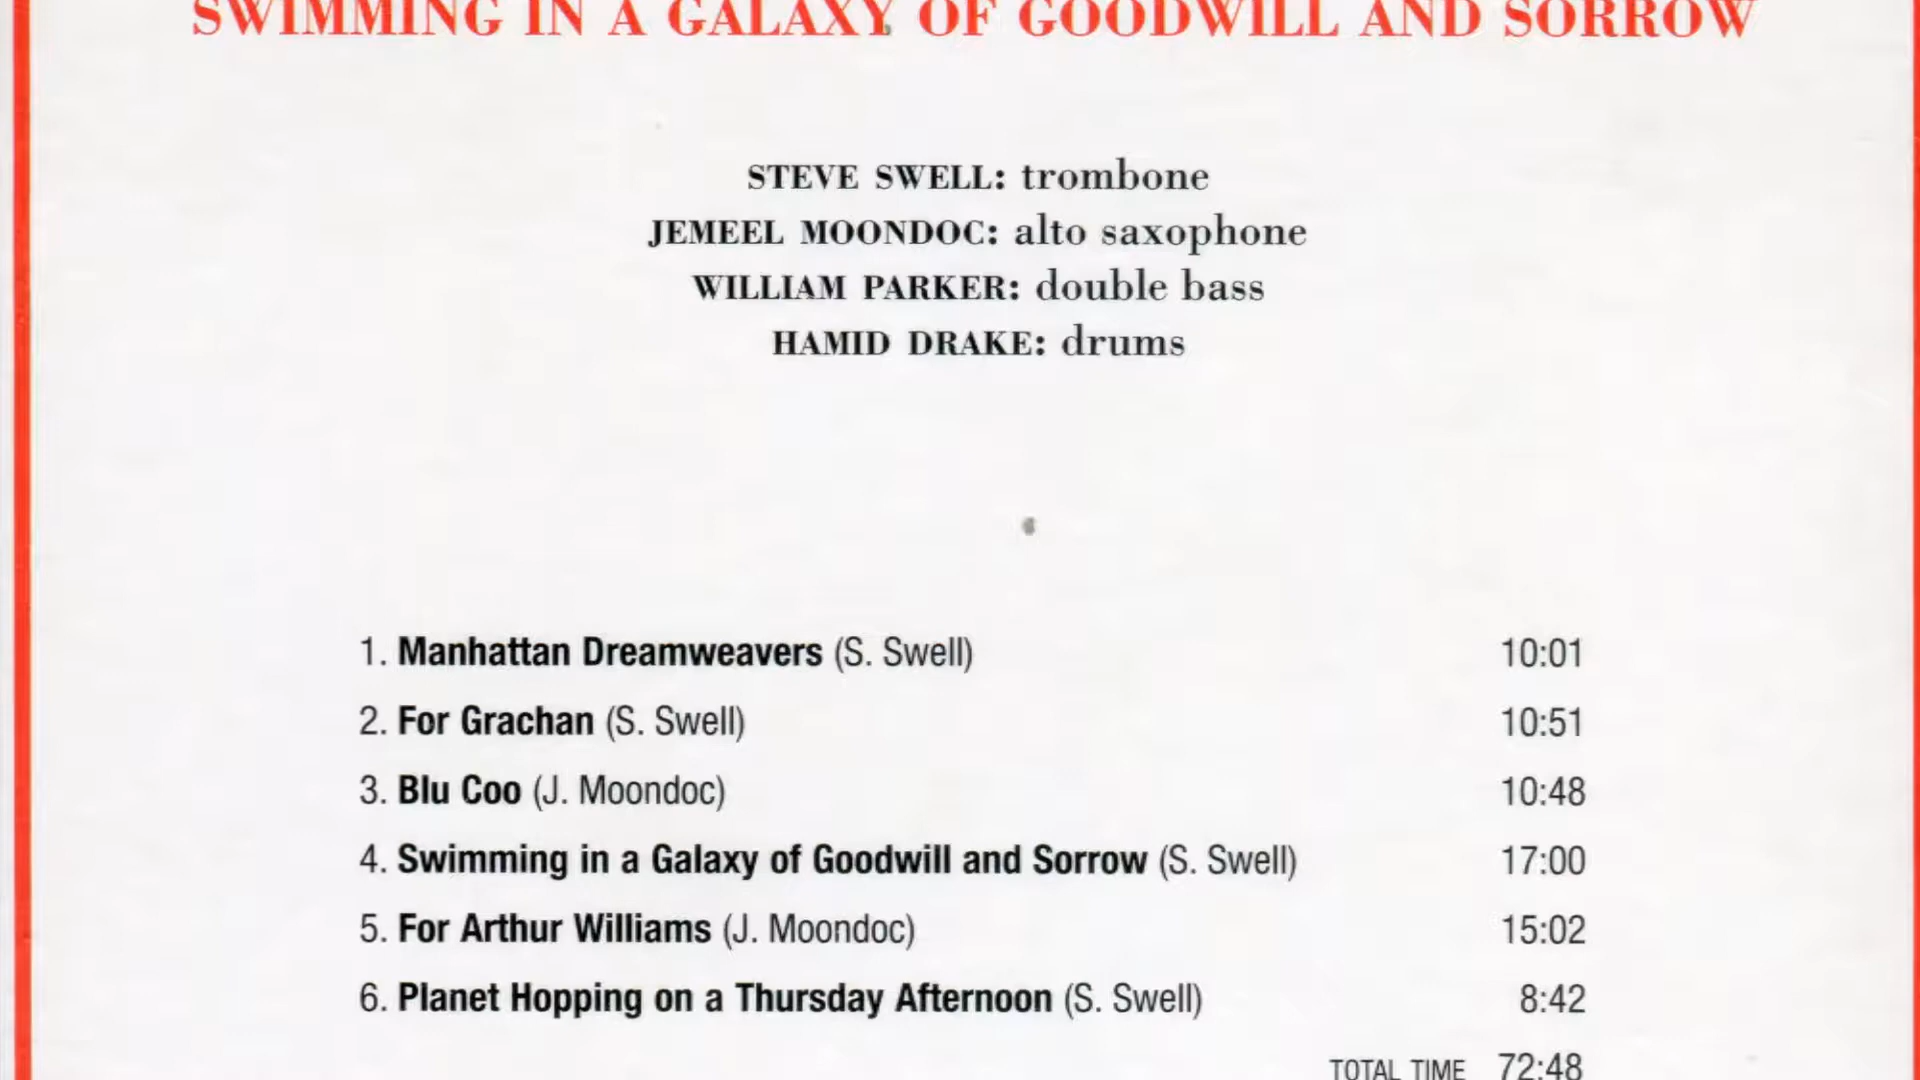 SWIMMING IN A GALAXY OF GOODWILL AND SORROW
STEVE SWELL: trombone
JEMEEL MOONDOC: alto saxophone
WILLIAM PARKER: double bass
HAMID DRAKE: drums
1. Manhattan Dreamweavers (S. Swell) 10:01
2. For Grachan (S. Swell) 10:51
3. Blu Coo (J. Moondoc) 10:48
4. Swimming in a Galaxy of Goodwill and Sorrow (S. Swell) 17:00
5. For Arthur Williams (J. Moondoc) 15:02
6. Planet Hopping on a Thursday Afternoon (S. Swell) 8:42
TOTAL TIME 72:48